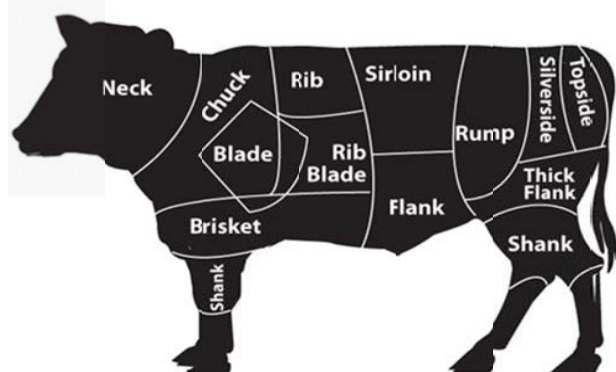 Neck
Chuck
Rib
Sirloin
Rump
Silverside
Topside
Blade
Rib
Blade
Thick
Flank
Brisket
Flank
Shank
Shank